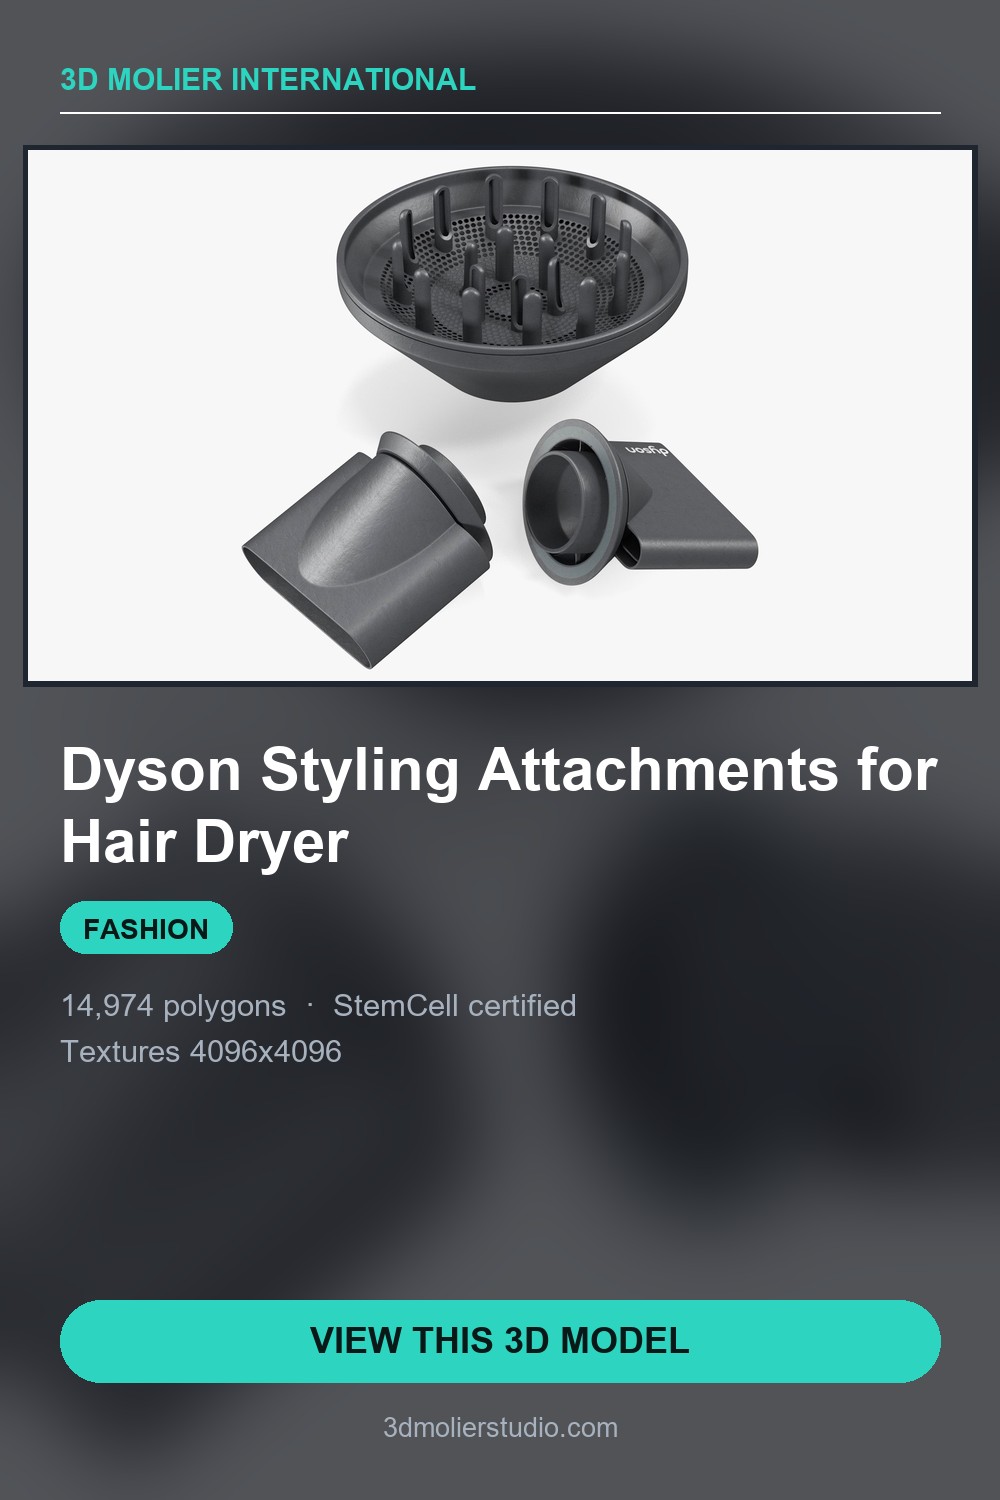 3D MOLIER INTERNATIONAL
dyson
Dyson Styling Attachments for
Hair Dryer
FASHION
14,974 polygons · StemCell certified
Textures 4096x4096
VIEW THIS 3D MODEL
3dmolierstudio.com